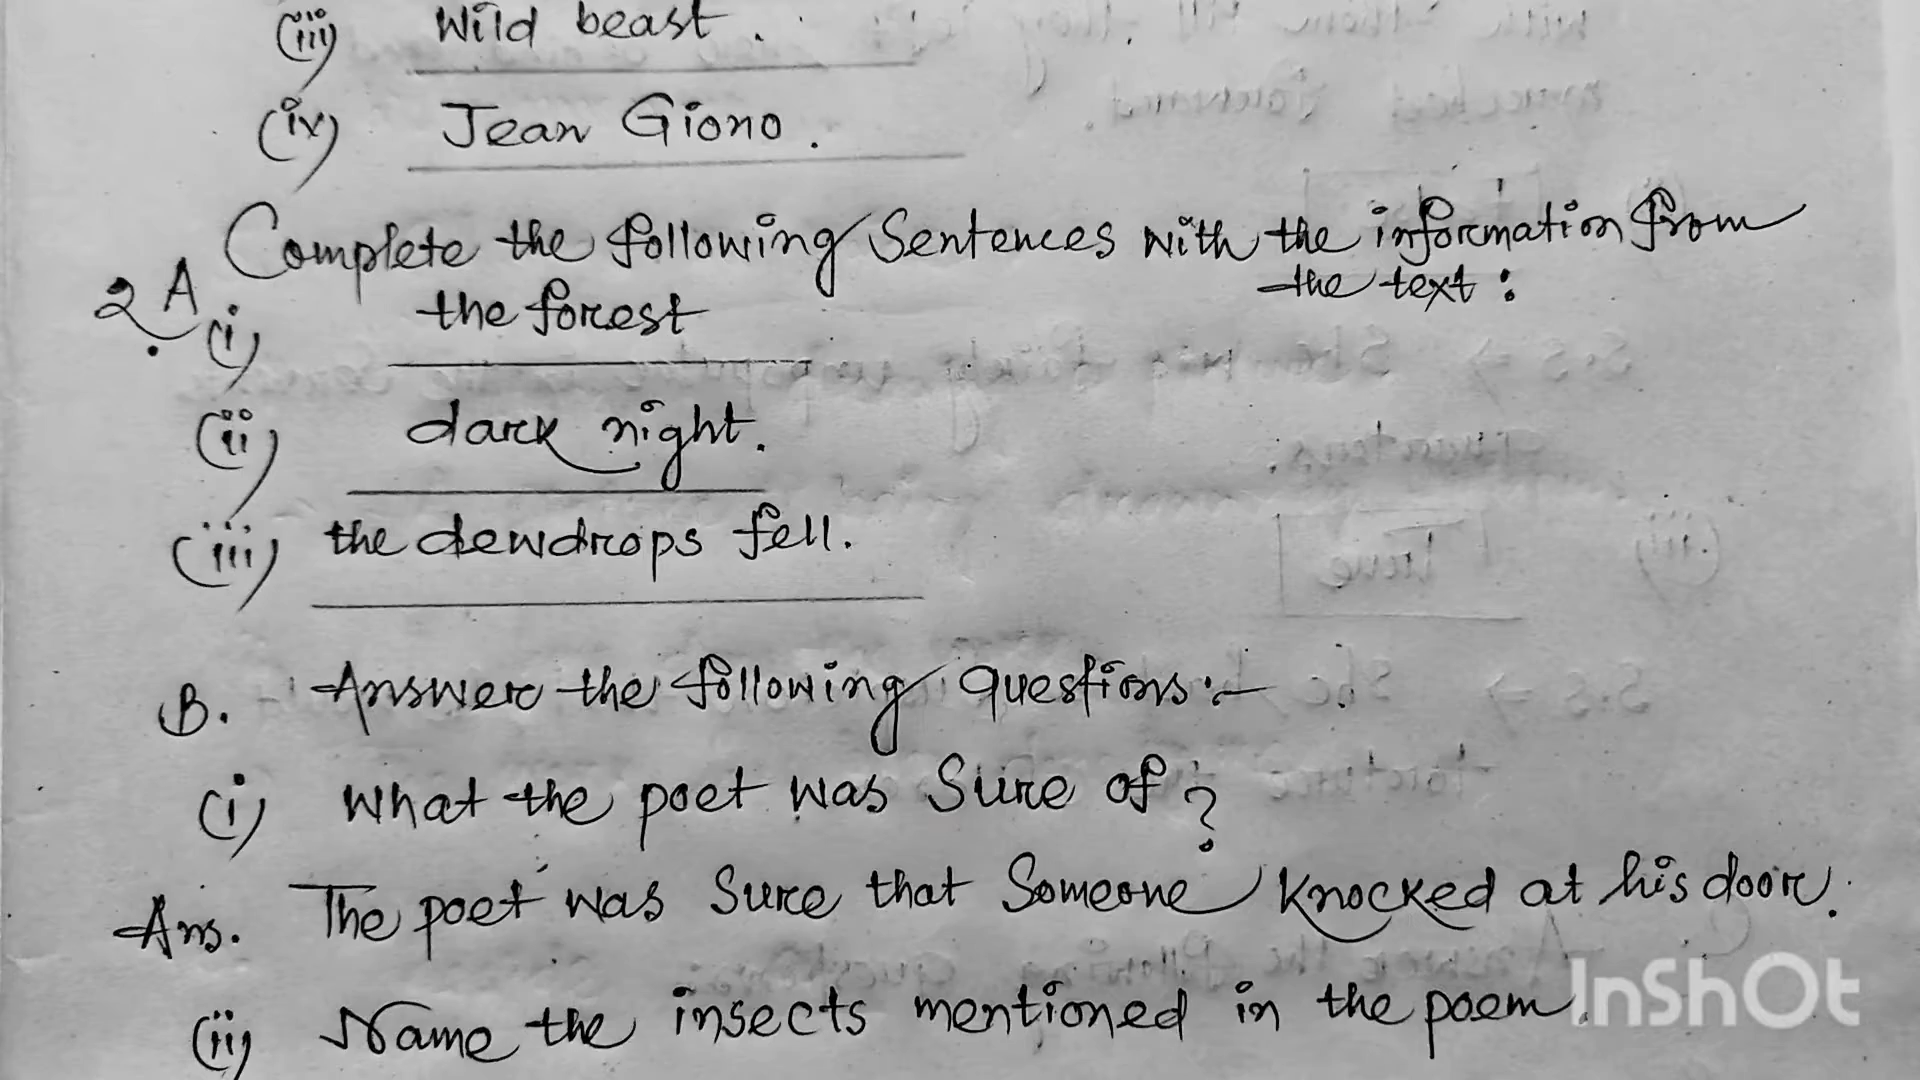 (iii) Wild beast.
(iv) Jean Giono.
2.A. Complete the following Sentences with the information from
the text:
(i) the forest
(ii) dark night.
(iii) the dewdrops fell.
B. Answer the following questions:-
(i) What the poet was Sure of?
Ans. The poet was Sure that Someone Knocked at his door.
(ii) Name the insects mentioned in the poem.
InShOt